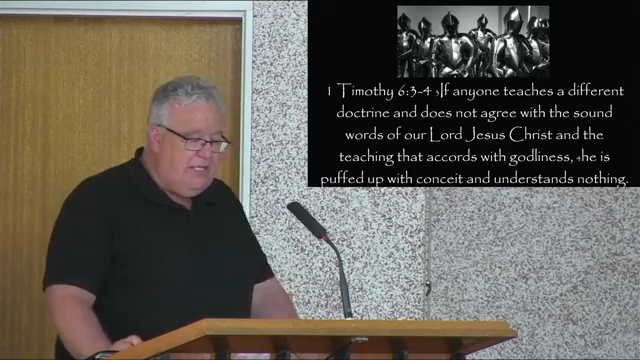 1 Timothy 6:3-4 3If anyone teaches a different
doctrine and does not agree with the sound
words of our Lord Jesus Christ and the
teaching that accords with godliness, 4he is
puffed up with conceit and understands nothing.